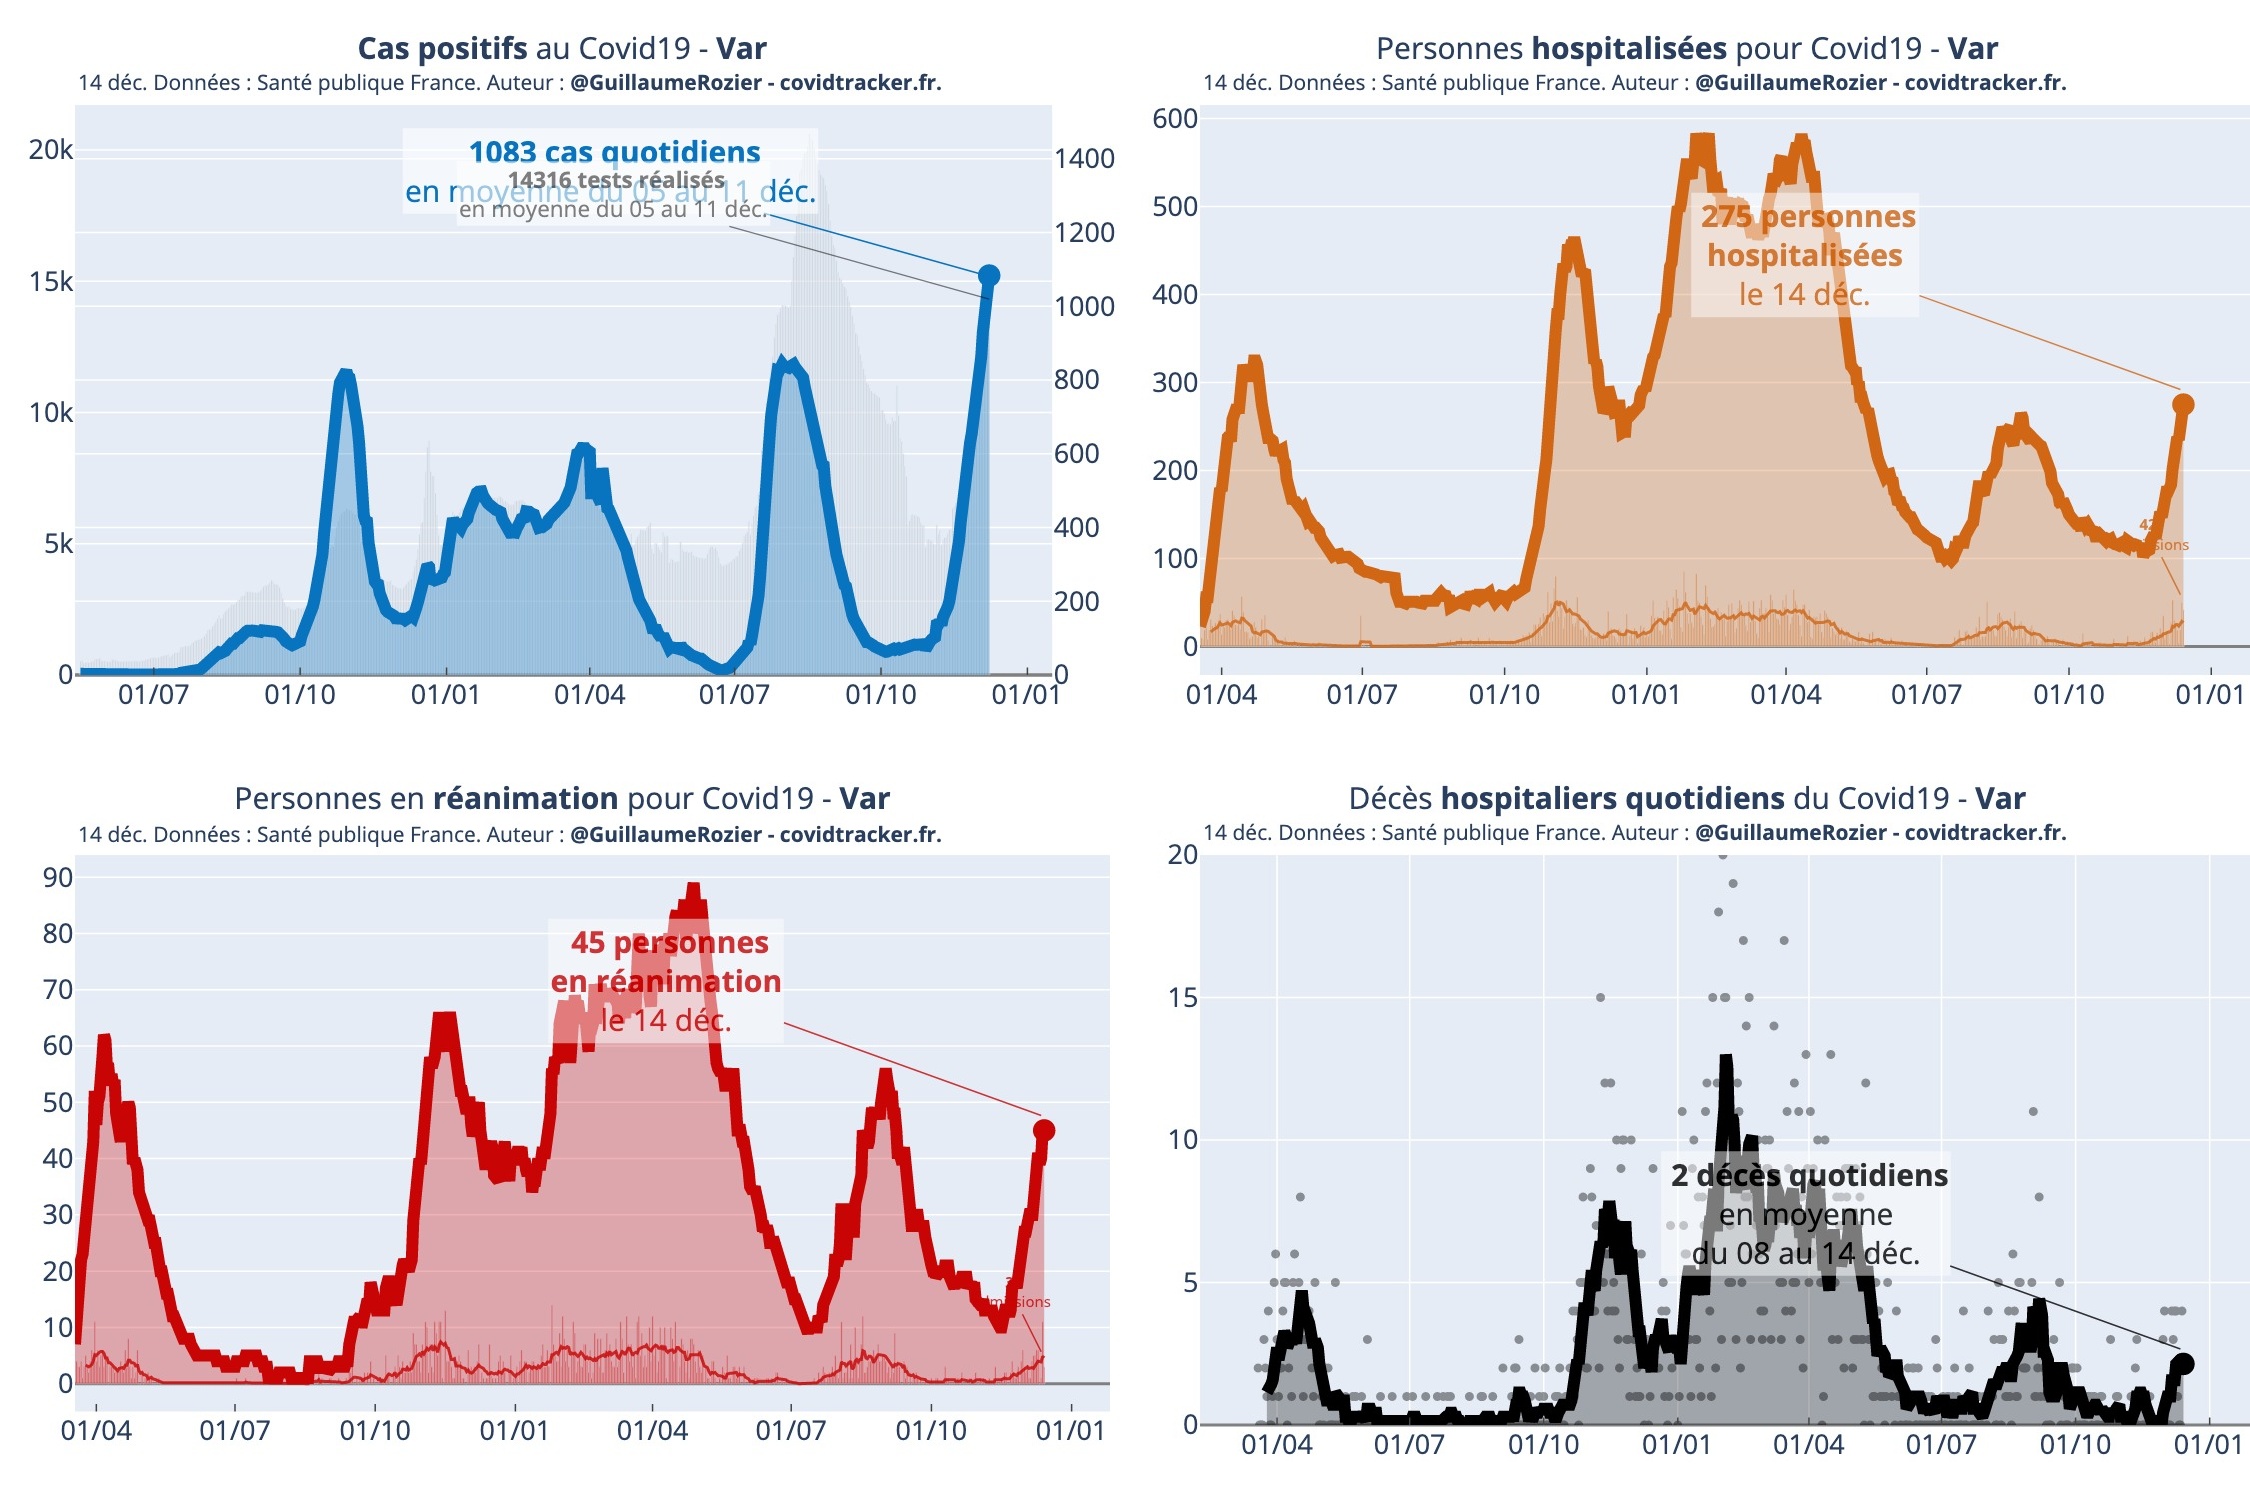 Cas positifs au Covid19 - Var
14 déc. Données : Santé publique France. Auteur : @GuillaumeRozier - covidtracker.fr.
20k
15k
10k
5k
0
1400
1200
1000
800
600
400
200
0
1083 cas quotidiens
en moyenne du 05 au 11 déc.
14316 tests réalisés
en moyenne du 05 au 11 déc.
01/07 01/10 01/01 01/04 01/07 01/10 01/01
Personnes hospitalisées pour Covid19 - Var
14 déc. Données : Santé publique France. Auteur : @GuillaumeRozier - covidtracker.fr.
600
500
400
300
200
100
0
275 personnes
hospitalisées
le 14 déc.
01/04 01/07 01/10 01/01 01/04 01/07 01/10 01/01
Personnes en réanimation pour Covid19 - Var
14 déc. Données : Santé publique France. Auteur : @GuillaumeRozier - covidtracker.fr.
90
80
70
60
50
40
30
20
10
0
45 personnes
en réanimation
le 14 déc.
01/04 01/07 01/10 01/01 01/04 01/07 01/10 01/01
Décès hospitaliers quotidiens du Covid19 - Var
14 déc. Données : Santé publique France. Auteur : @GuillaumeRozier - covidtracker.fr.
20
15
10
5
0
2 décès quotidiens
en moyenne
du 08 au 14 déc.
01/04 01/07 01/10 01/01 01/04 01/07 01/10 01/01